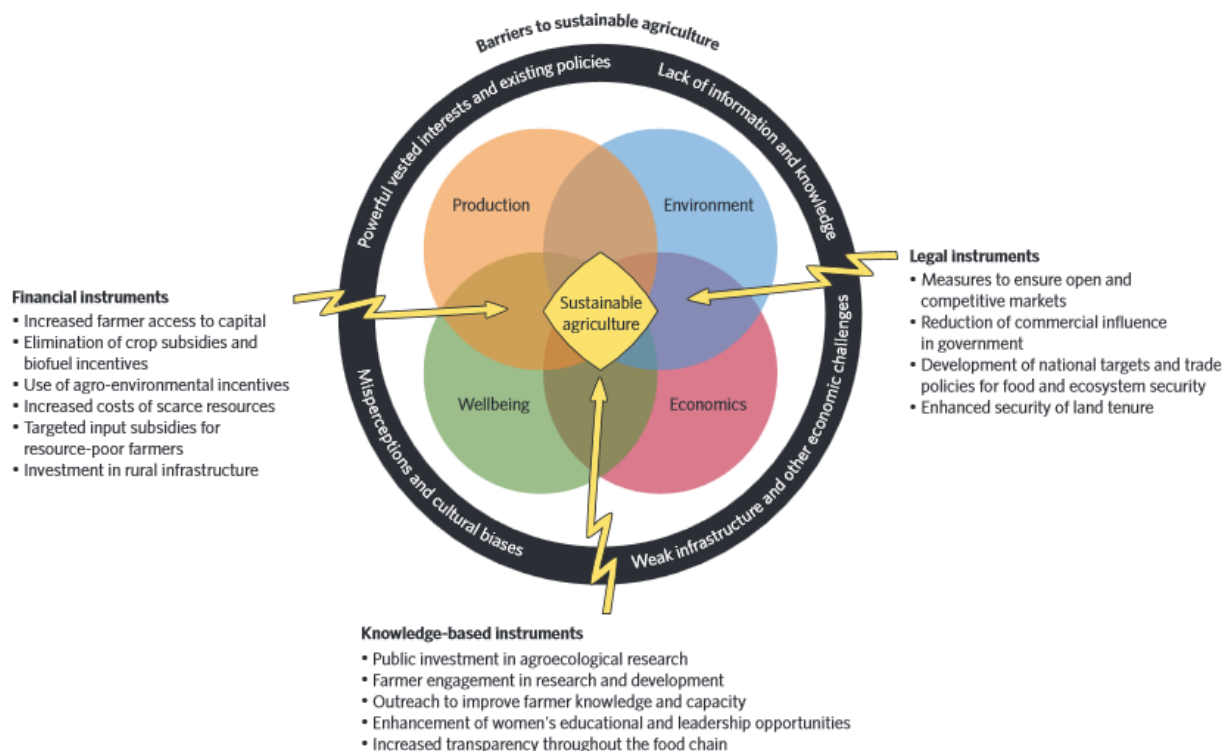 Barriers to sustainable agriculture
Powerful vested interests and existing policies
Lack of information and knowledge
Production
Environment
Sustainable
agriculture
Wellbeing
Economics
Misperceptions and cultural biases
Weak infrastructure and other economic challenges
Financial instruments
• Increased farmer access to capital
• Elimination of crop subsidies and
biofuel incentives
• Use of agro-environmental incentives
• Increased costs of scarce resources
• Targeted input subsidies for
resource-poor farmers
• Investment in rural infrastructure
Legal instruments
• Measures to ensure open and
competitive markets
• Reduction of commercial influence
in government
• Development of national targets and trade
policies for food and ecosystem security
• Enhanced security of land tenure
Knowledge-based instruments
• Public investment in agroecological research
• Farmer engagement in research and development
• Outreach to improve farmer knowledge and capacity
• Enhancement of women's educational and leadership opportunities
• Increased transparency throughout the food chain